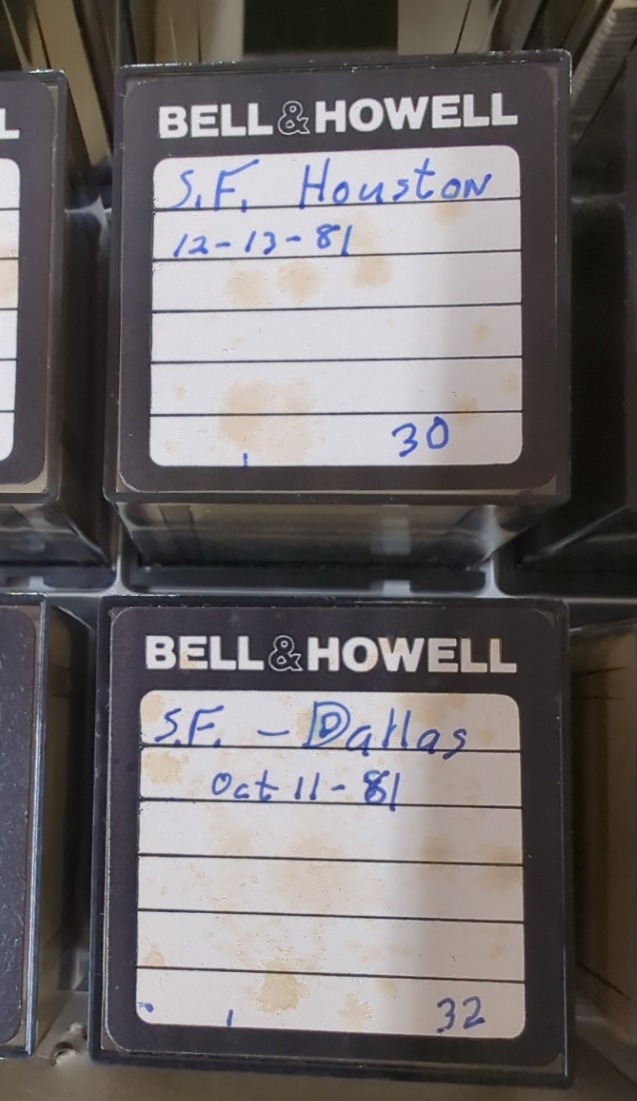 L
BELL & HOWELL
S.F. Houston
12-13-81
30
BELL & HOWELL
S.F. - Dallas
Oct 11-81
32